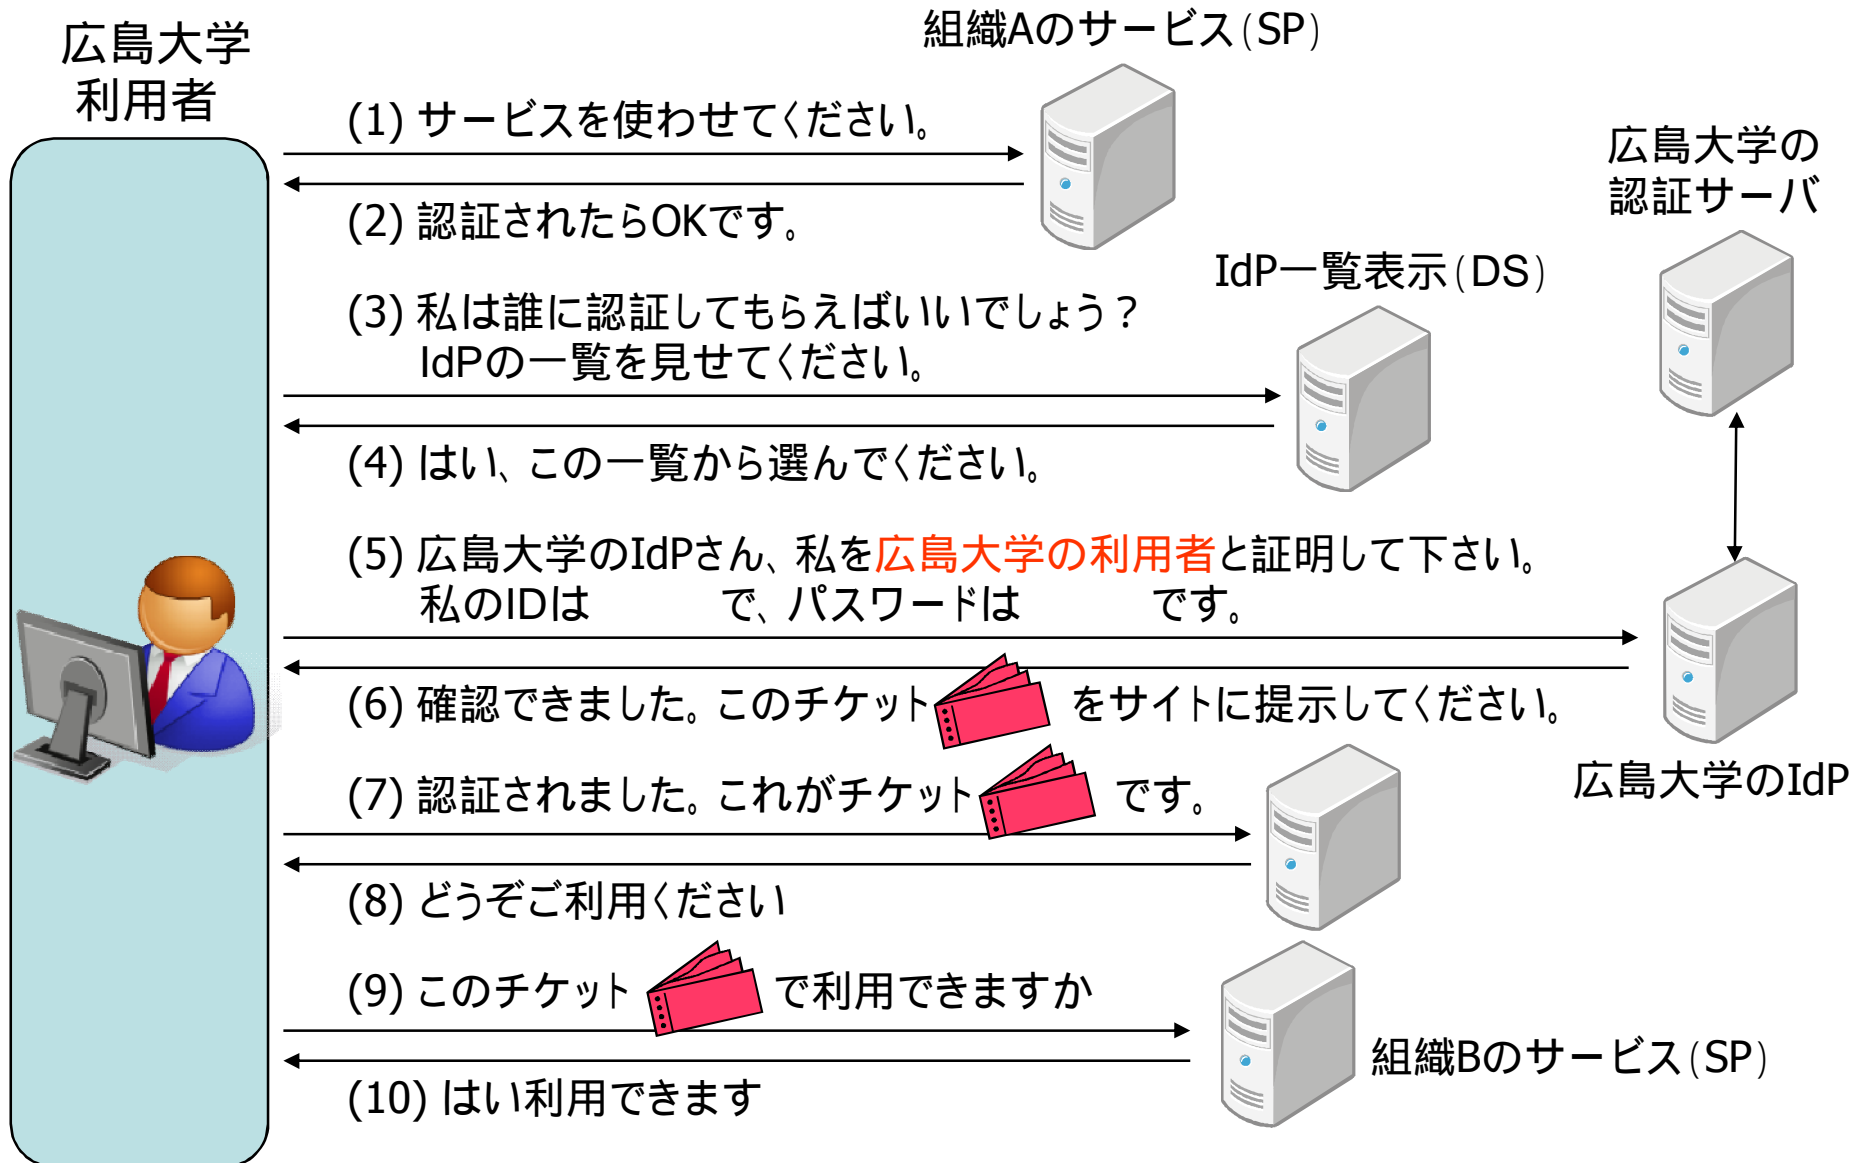 広島大学
利用者
組織Aのサービス(SP)
(1) サービスを使わせてください。
広島大学の
認証サーバ
(2) 認証されたらOKです。
IdP一覧表示(DS)
(3) 私は誰に認証してもらえばいいでしょう?
IdPの一覧を見せてください。
(4) はい、この一覧から選んでください。
(5) 広島大学のIdPさん、私を広島大学の利用者と証明して下さい。
私のIDは で、パスワードは です。
(6) 確認できました。このチケット をサイトに提示してください。
広島大学のIdP
(7) 認証されました。これがチケット です。
(8) どうぞご利用ください
(9) このチケット で利用できますか
組織Bのサービス(SP)
(10) はい利用できます